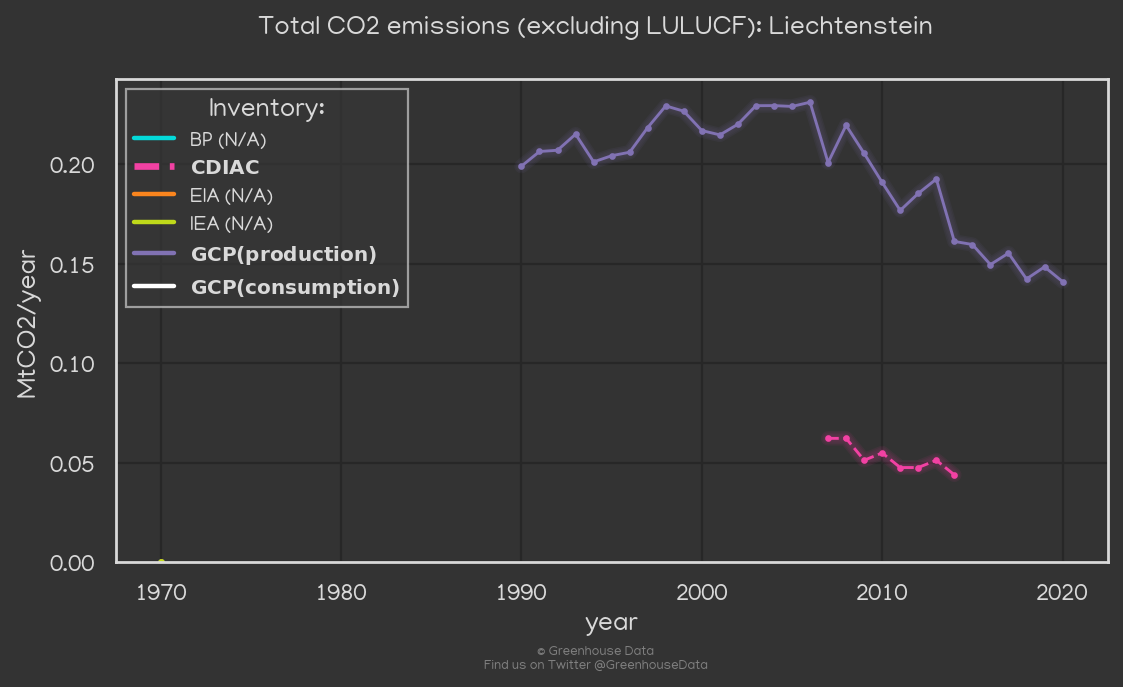 Total CO2 emissions (excluding LULUCF): Liechtenstein
Inventory:
BP (N/A)
CDIAC
EIA (N/A)
IEA (N/A)
GCP(production)
GCP(consumption)
MtCO2/year
0.20
0.15
0.10
0.05
0.00
1970 1980 1990 2000 2010 2020
year
© Greenhouse Data
Find us on Twitter @GreenhouseData